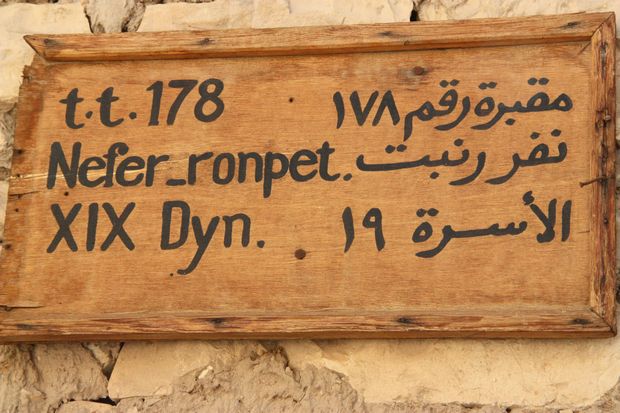 t.t. 178 مقبرة رقم ١٧٨
Nefer_ronpet. نفر رنبت
XIX Dyn. الأسرة ١٩